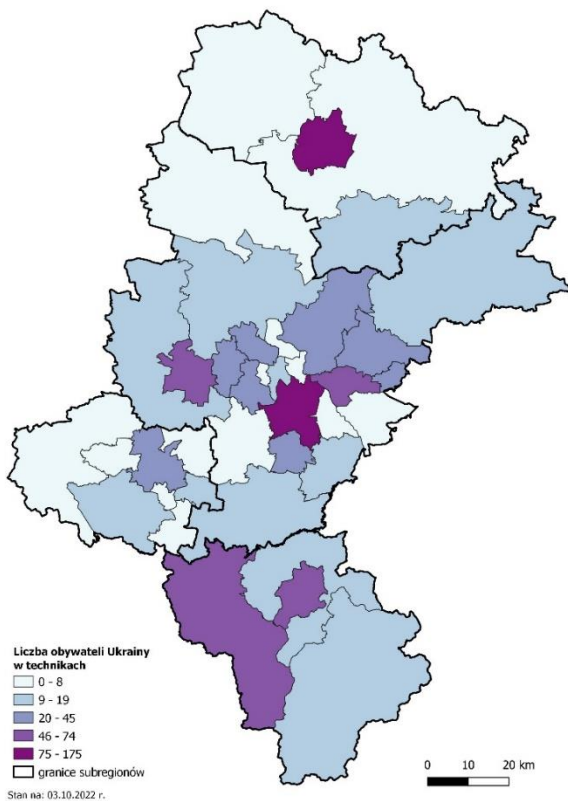 Liczba obywateli Ukrainy
w technikach
0 - 8
9 - 19
20 - 45
46 - 74
75 - 175
granice subregionów
0 10 20 km
Stan na: 03.10.2022 r.